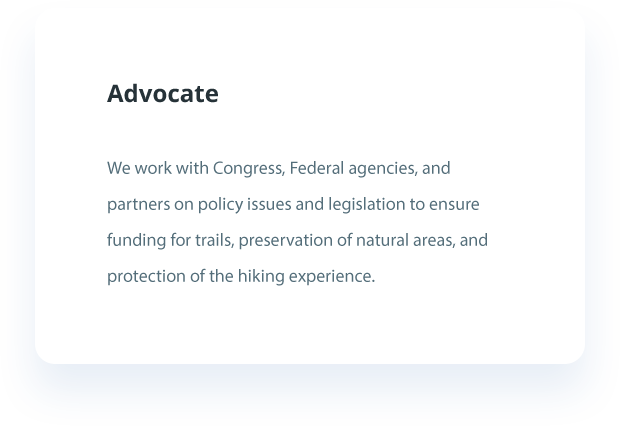 Advocate
We work with Congress, Federal agencies, and
partners on policy issues and legislation to ensure
funding for trails, preservation of natural areas, and
protection of the hiking experience.